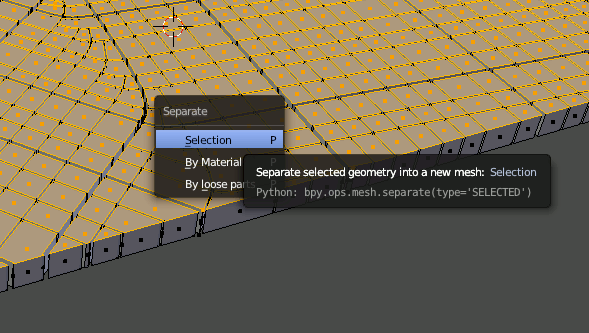 Separate
Selection P
By Material P
By loose parts P
Separate selected geometry into a new mesh: Selection
Python: bpy.ops.mesh.separate(type='SELECTED')